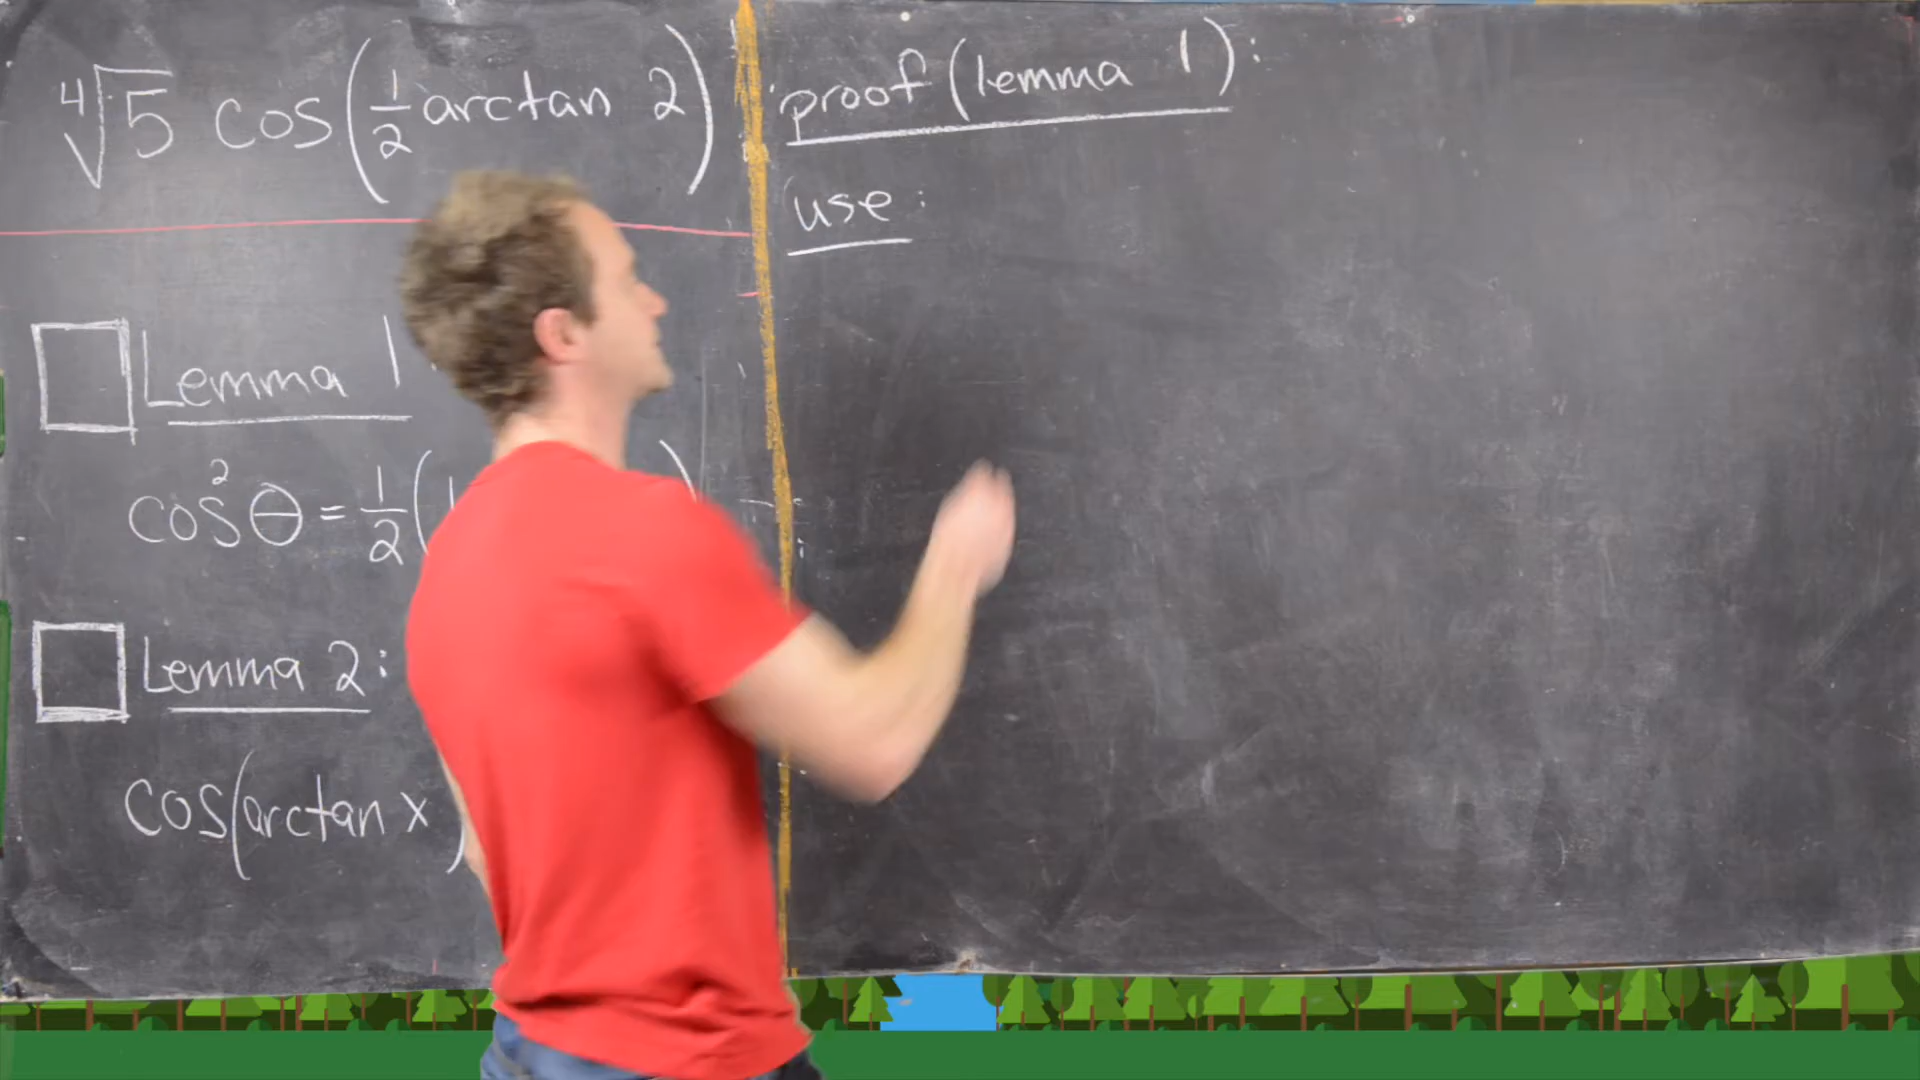 ⁴√5 cos(1/2 arctan 2)
Lemma 1
cos²θ = 1/2(1
Lemma 2:
cos(arctan x)
proof (lemma 1):
use: